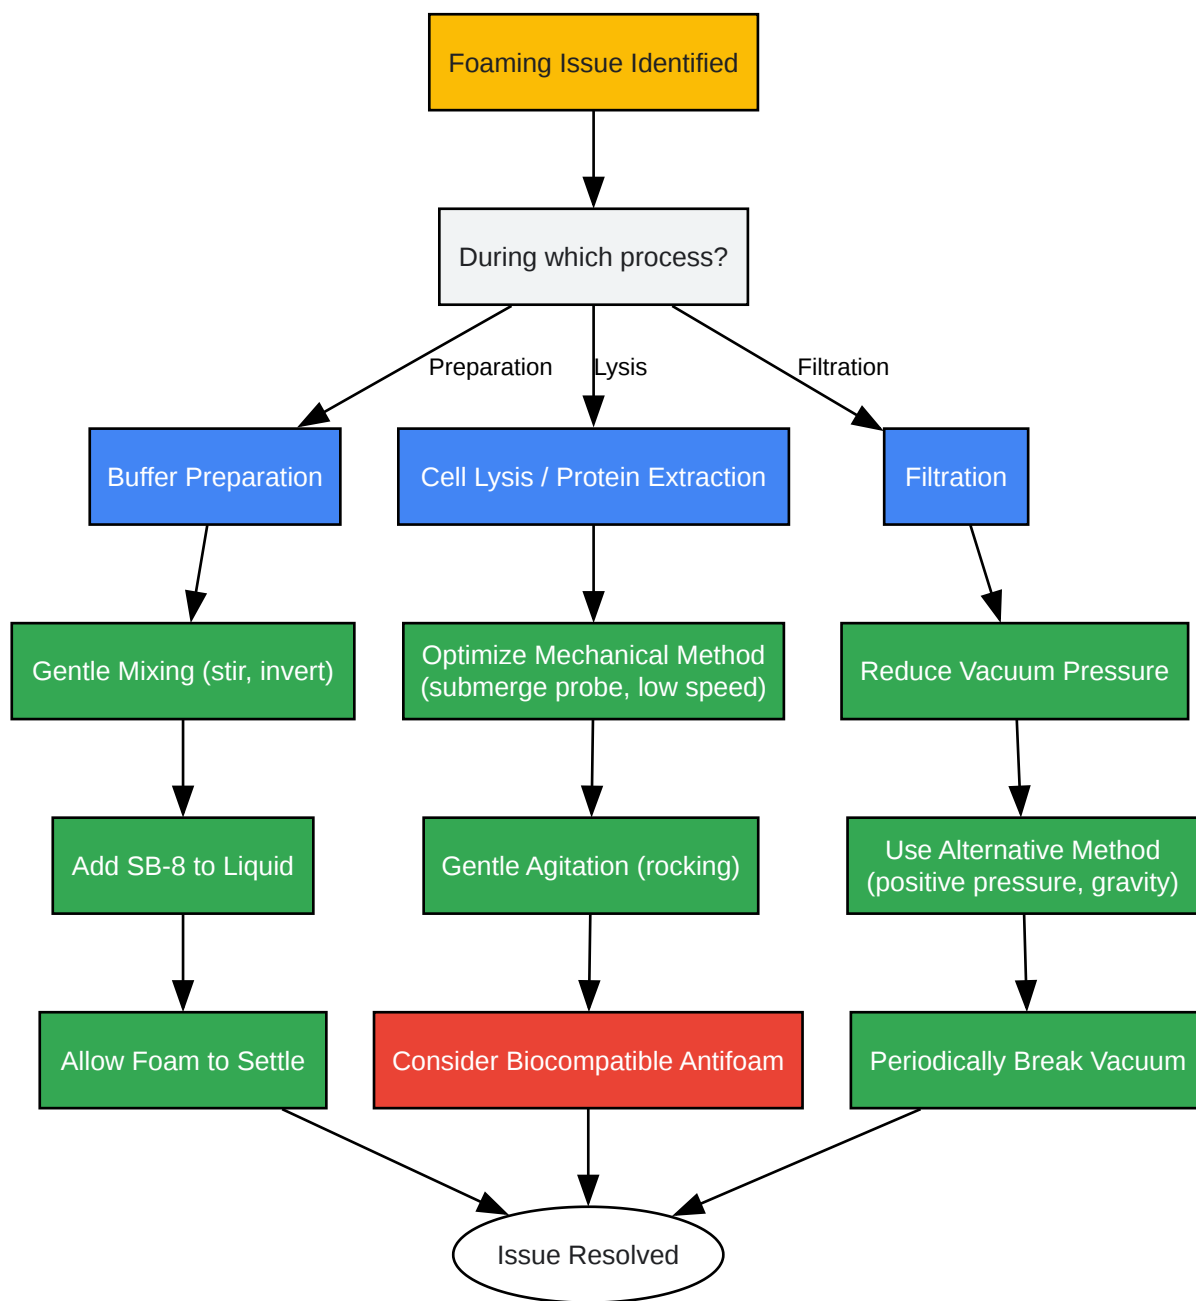 Foaming Issue Identified
During which process?
Preparation
Lysis
Filtration
Buffer Preparation
Cell Lysis / Protein Extraction
Filtration
Gentle Mixing (stir, invert)
Optimize Mechanical Method
(submerge probe, low speed)
Reduce Vacuum Pressure
Add SB-8 to Liquid
Gentle Agitation (rocking)
Use Alternative Method
(positive pressure, gravity)
Allow Foam to Settle
Consider Biocompatible Antifoam
Periodically Break Vacuum
Issue Resolved